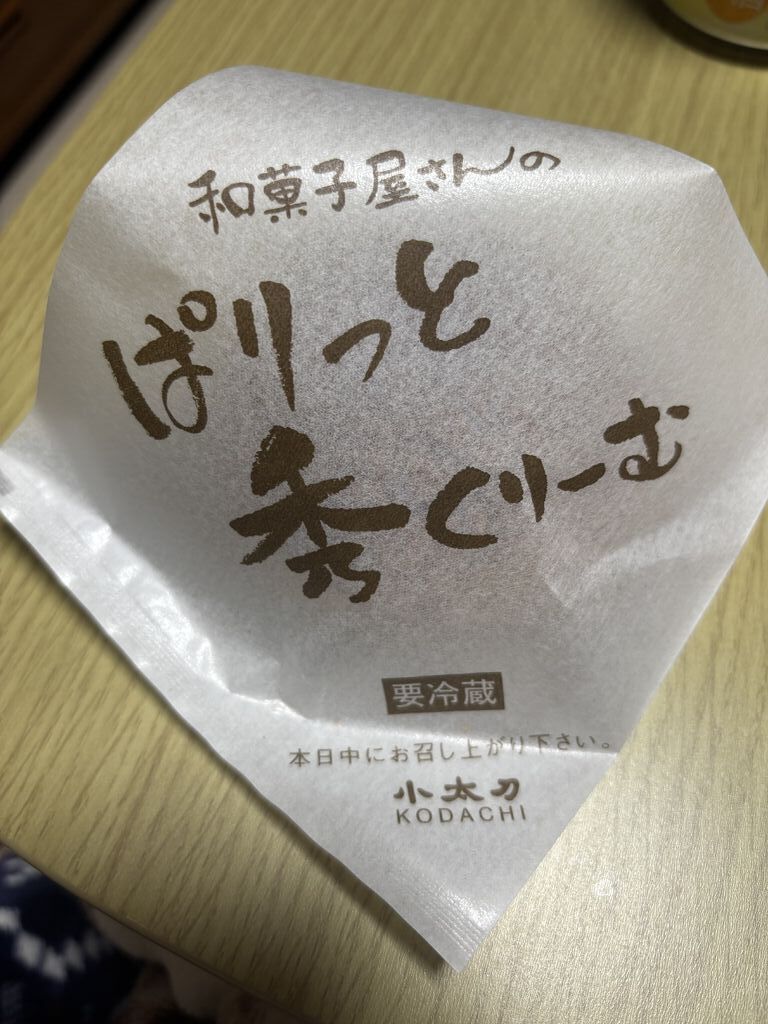 和菓子屋さんの
ぱりっと
秀くりーむ
要冷蔵
本日中にお召し上がり下さい。
小太刀
KODACHI